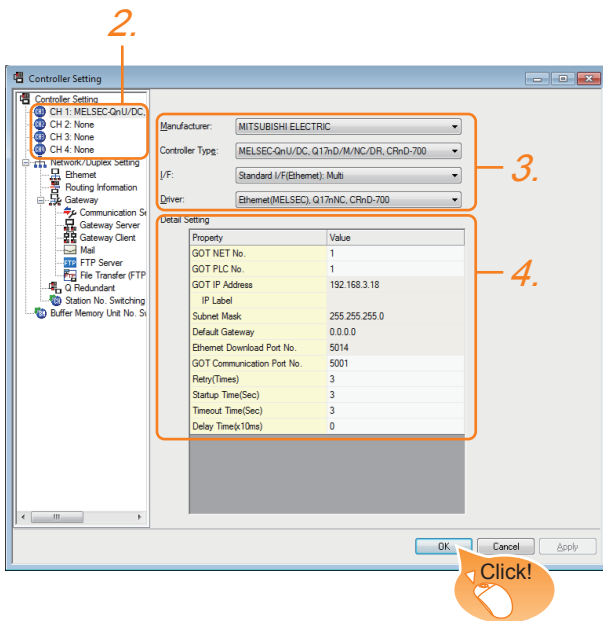 2.
Controller Setting
Controller Setting
CH 1: MELSEC-QnU/DC,
CH 2: None
CH 3: None
CH 4: None
Network/Duplex Setting
Ethernet
Routing Information
Gateway
Communication Se
Gateway Server
Gateway Client
Mail
FTP FTP Server
File Transfer (FTP
Q Redundant
Station No. Switching
Buffer Memory Unit No. Sw
Manufacturer: MITSUBISHI ELECTRIC
Controller Type: MELSEC-QnU/DC, Q17nD/M/NC/DR, CRnD-700
I/F: Standard I/F(Ethernet): Multi
Driver: Ethernet(MELSEC), Q17nNC, CRnD-700
3.
Detail Setting
Property Value
GOT NET No. 1
GOT PLC No. 1
GOT IP Address 192.168.3.18
IP Label
Subnet Mask 255.255.255.0
Default Gateway 0.0.0.0
Ethernet Download Port No. 5014
GOT Communication Port No. 5001
Retry(Times) 3
Startup Time(Sec) 3
Timeout Time(Sec) 3
Delay Time(x10ms) 0
4.
OK Cancel Apply
Click!